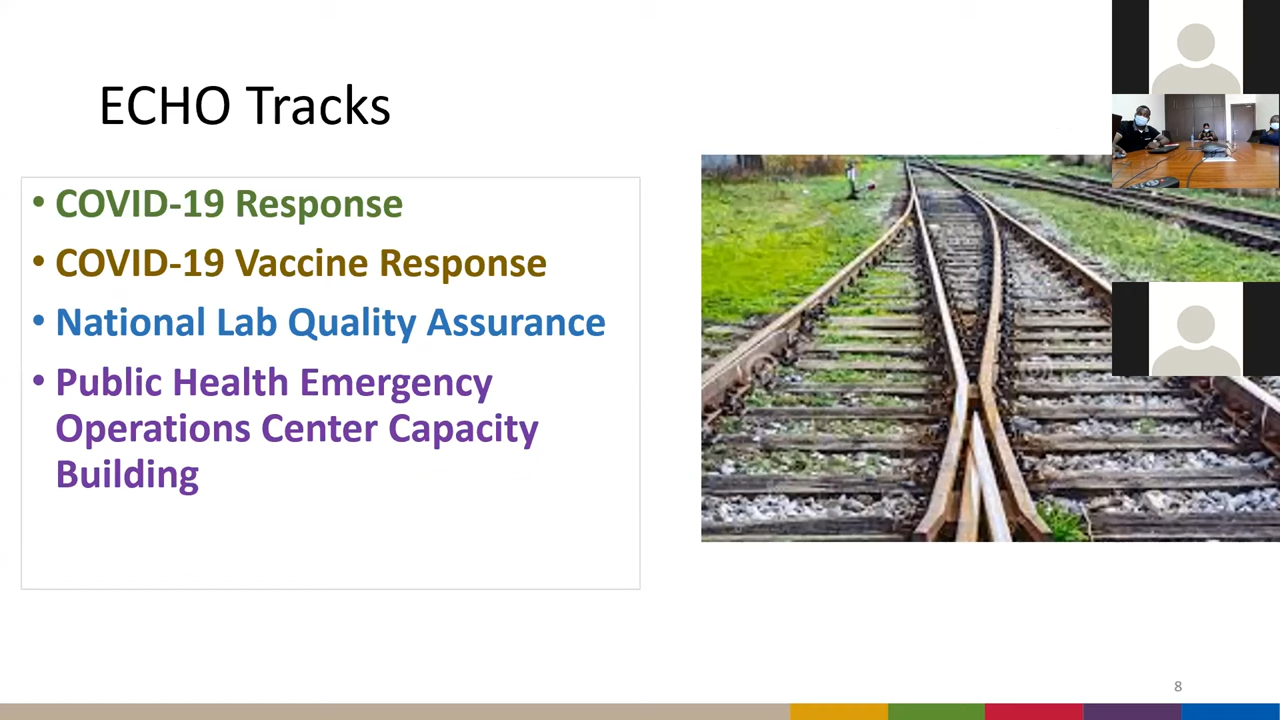 ECHO Tracks
• COVID-19 Response
• COVID-19 Vaccine Response
• National Lab Quality Assurance
• Public Health Emergency
Operations Center Capacity
Building
8